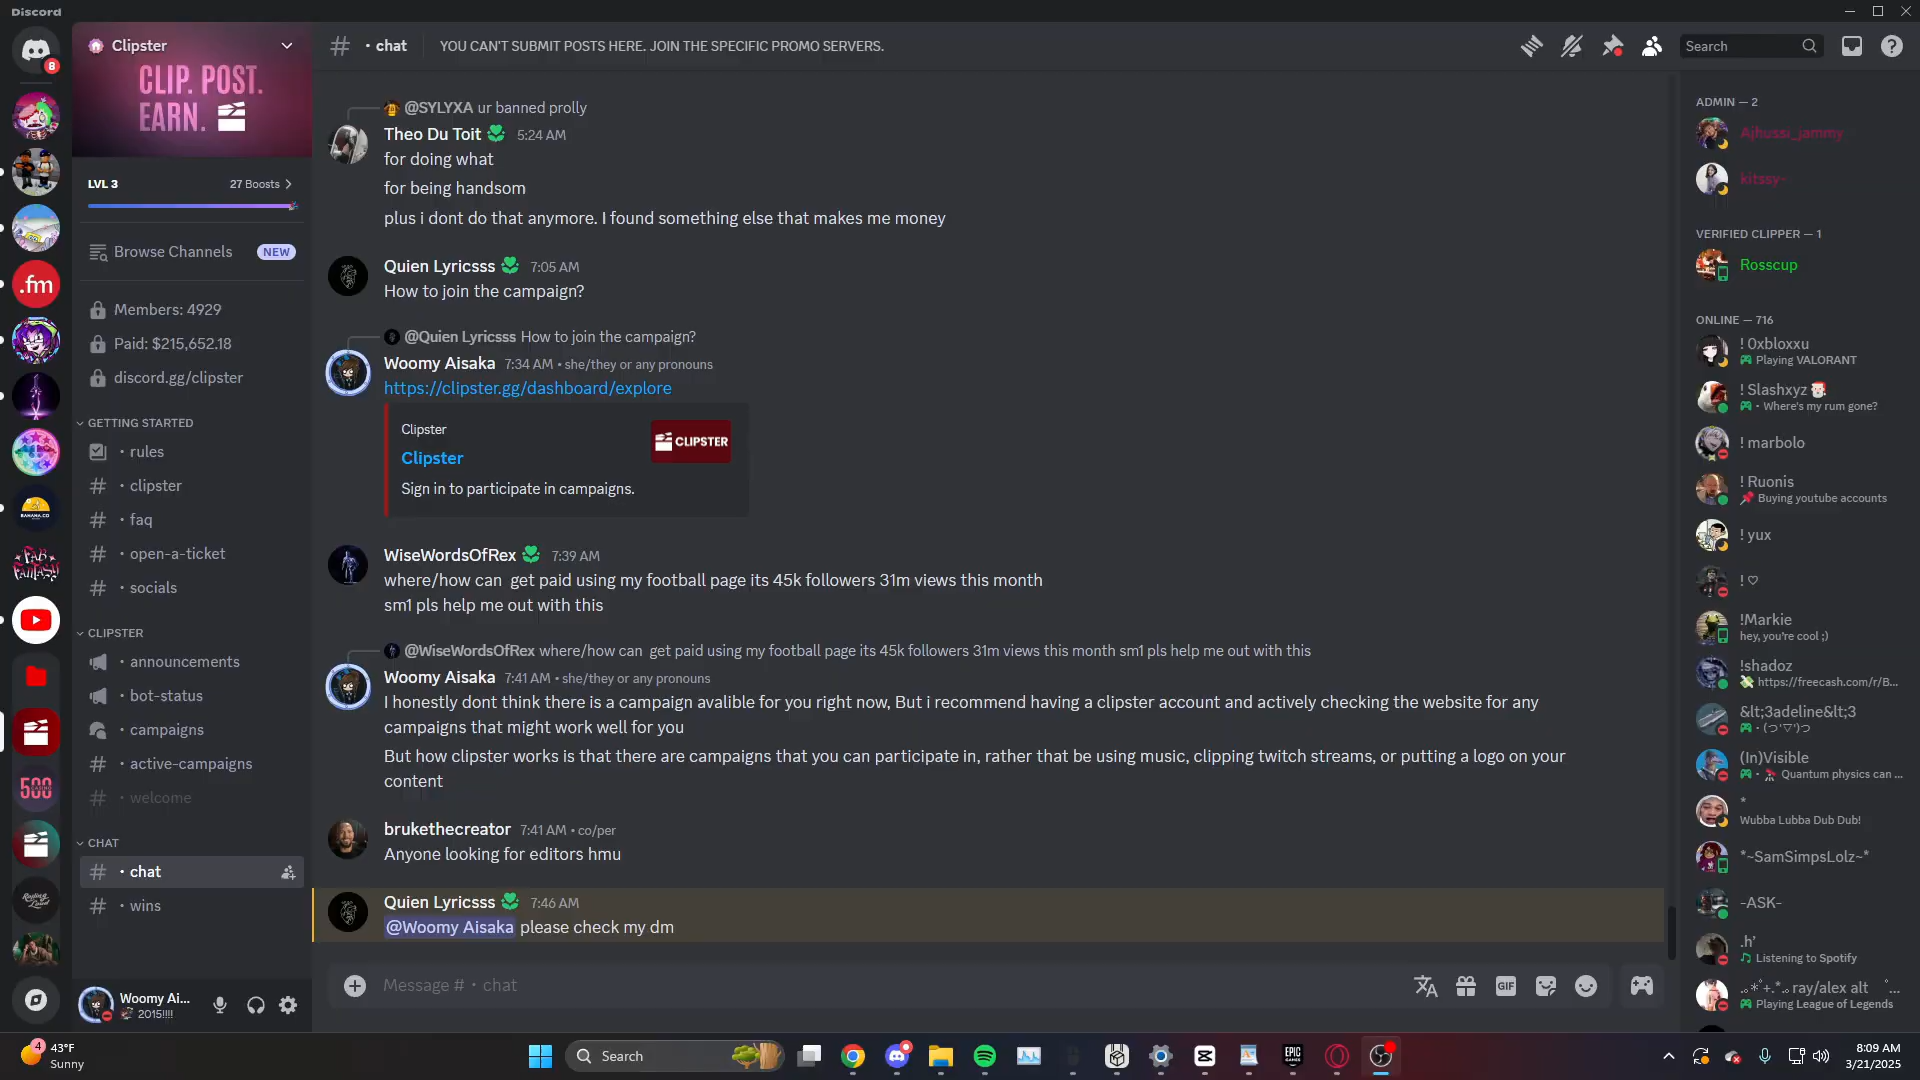 Discord
Clipster
CLIP. POST.
EARN.
LVL 3
27 Boosts
Browse Channels
NEW
Members: 4929
Paid: $215,652.18
discord.gg/clipster
GETTING STARTED
• rules
• clipster
• faq
• open-a-ticket
• socials
CLIPSTER
• announcements
• bot-status
• campaigns
• active-campaigns
• welcome
CHAT
• chat
• wins
8
.fm
BANANA.CO
500
Woomy Ai...
2015!!!!
• chat
YOU CAN'T SUBMIT POSTS HERE. JOIN THE SPECIFIC PROMO SERVERS.
Search
@SYLYXA ur banned prolly
Theo Du Toit 5:24 AM
for doing what
for being handsom
plus i dont do that anymore. I found something else that makes me money
Quien Lyricsss 7:05 AM
How to join the campaign?
@Quien Lyricsss How to join the campaign?
Woomy Aisaka 7:34 AM • she/they or any pronouns
https://clipster.gg/dashboard/explore
Clipster
Clipster
Sign in to participate in campaigns.
CLIPSTER
WiseWordsOfRex 7:39 AM
where/how can get paid using my football page its 45k followers 31m views this month
sm1 pls help me out with this
@WiseWordsOfRex where/how can get paid using my football page its 45k followers 31m views this month sm1 pls help me out with this
Woomy Aisaka 7:41 AM • she/they or any pronouns
I honestly dont think there is a campaign avalible for you right now, But i recommend having a clipster account and actively checking the website for any
campaigns that might work well for you
But how clipster works is that there are campaigns that you can participate in, rather that be using music, clipping twitch streams, or putting a logo on your
content
brukethecreator 7:41 AM • co/per
Anyone looking for editors hmu
Quien Lyricsss 7:46 AM
@Woomy Aisaka please check my dm
Message # • chat
GIF
ADMIN — 2
Ajhussi_jammy
kitssy~
VERIFIED CLIPPER — 1
Rosscup
ONLINE — 716
! 0xbloxxu
Playing VALORANT
! Slashxyz
• Where's my rum gone?
! marbolo
! Ruonis
Buying youtube accounts
! yux
! ♡
!Markie
hey, you're cool ;)
!shadoz
https://freecash.com/r/B...
&lt;3adeline&lt;3
• (つ'▽')つ
(In)Visible
• Quantum physics can ...
*
Wubba Lubba Dub Dub!
*~SamSimpsLolz~*
-ASK-
.h'
Listening to Spotify
.｡*ﾟ+.*.｡ ray/alex alt ﾟ...
Playing League of Legends
4
43°F
Sunny
Search
EPIC
GAMES
8:09 AM
3/21/2025